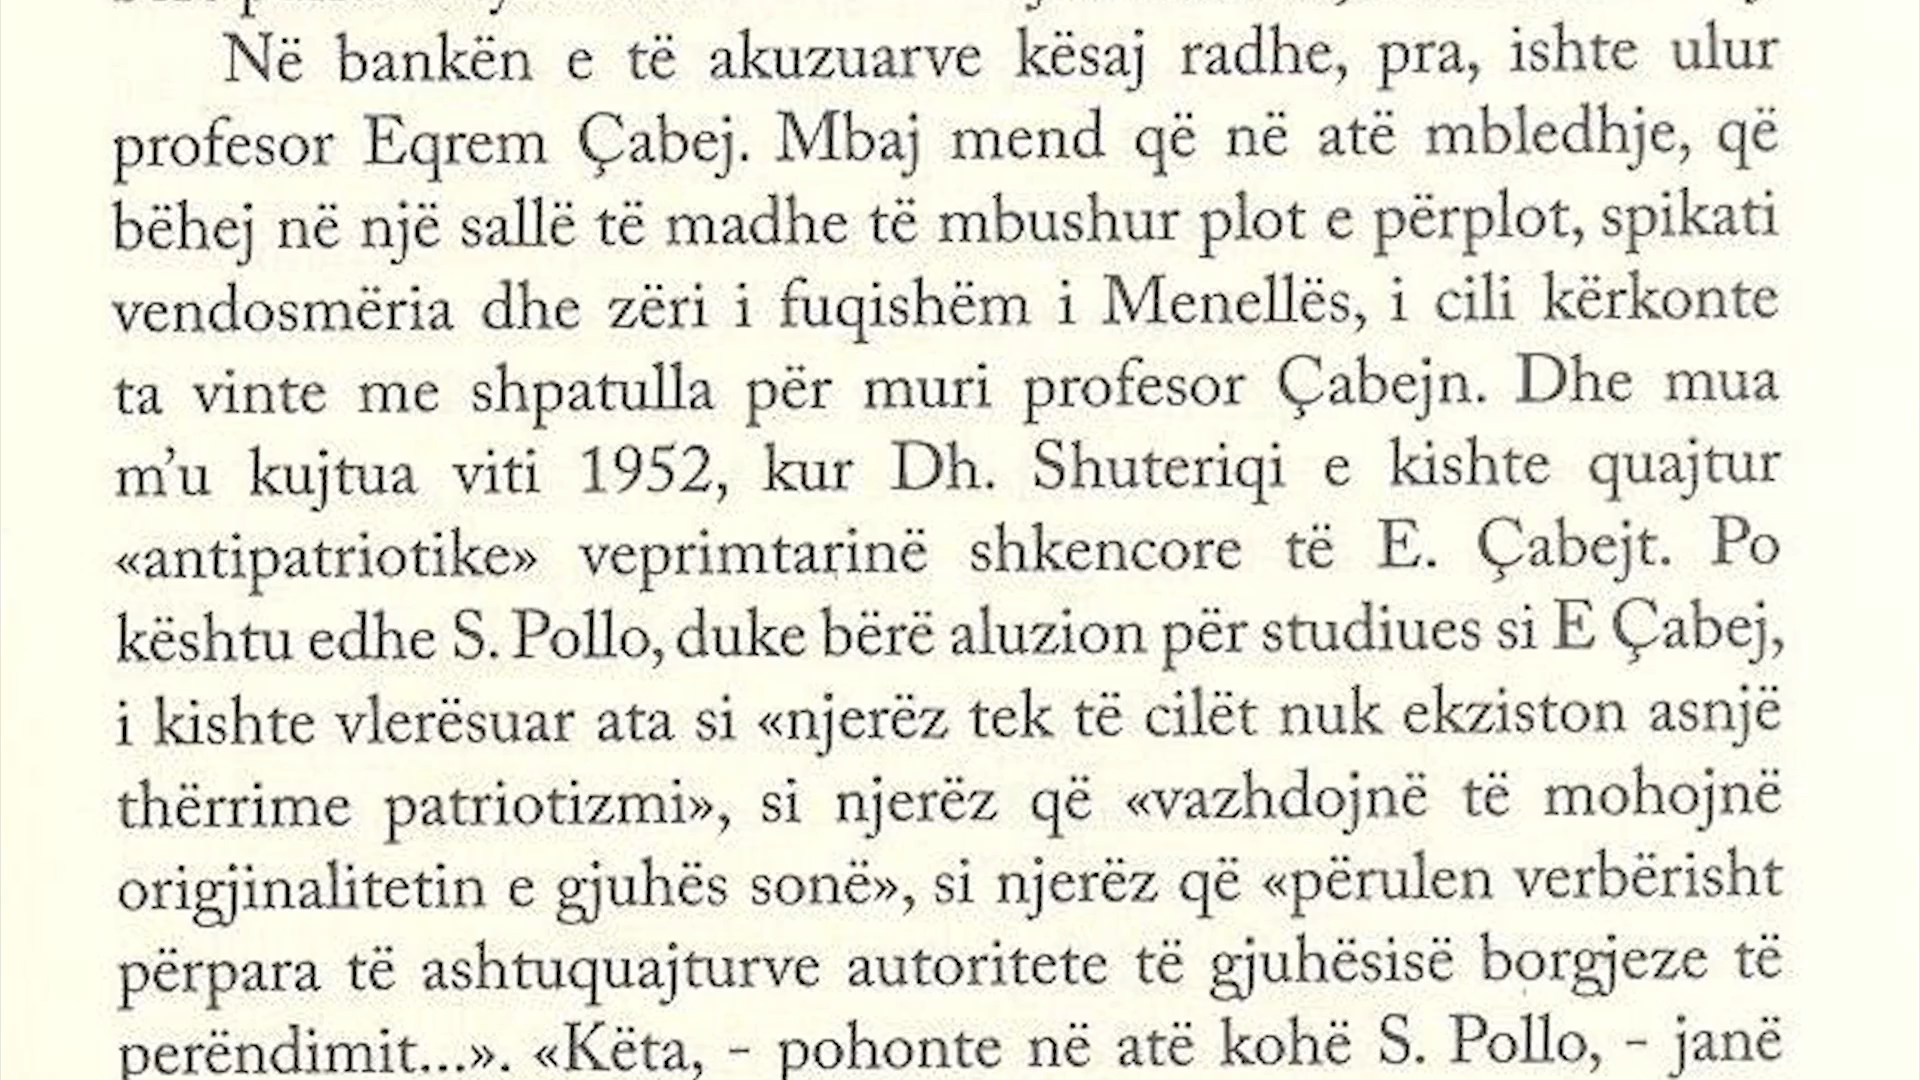 Në bankën e të akuzuarve kësaj radhe, pra, ishte ulur
profesor Eqrem Çabej. Mbaj mend që në atë mbledhje, që
bëhej në një sallë të madhe të mbushur plot e përplot, spikati
vendosmëria dhe zëri i fuqishëm i Menellës, i cili kërkonte
ta vinte me shpatulla për muri profesor Çabejn. Dhe mua
m'u kujtua viti 1952, kur Dh. Shuteriqi e kishte quajtur
«antipatriotike» veprimtarinë shkencore të E. Çabejt. Po
kështu edhe S. Pollo, duke bërë aluzion për studiues si E Çabej,
i kishte vlerësuar ata si «njerëz tek të cilët nuk ekziston asnjë
thërrime patriotizmi», si njerëz që «vazhdojnë të mohojnë
origjinalitetin e gjuhës sonë», si njerëz që «përulen verbërisht
përpara të ashtuquajturve autoritete të gjuhësisë borgjeze të
perëndimit...». «Këta, - pohonte në atë kohë S. Pollo, - janë